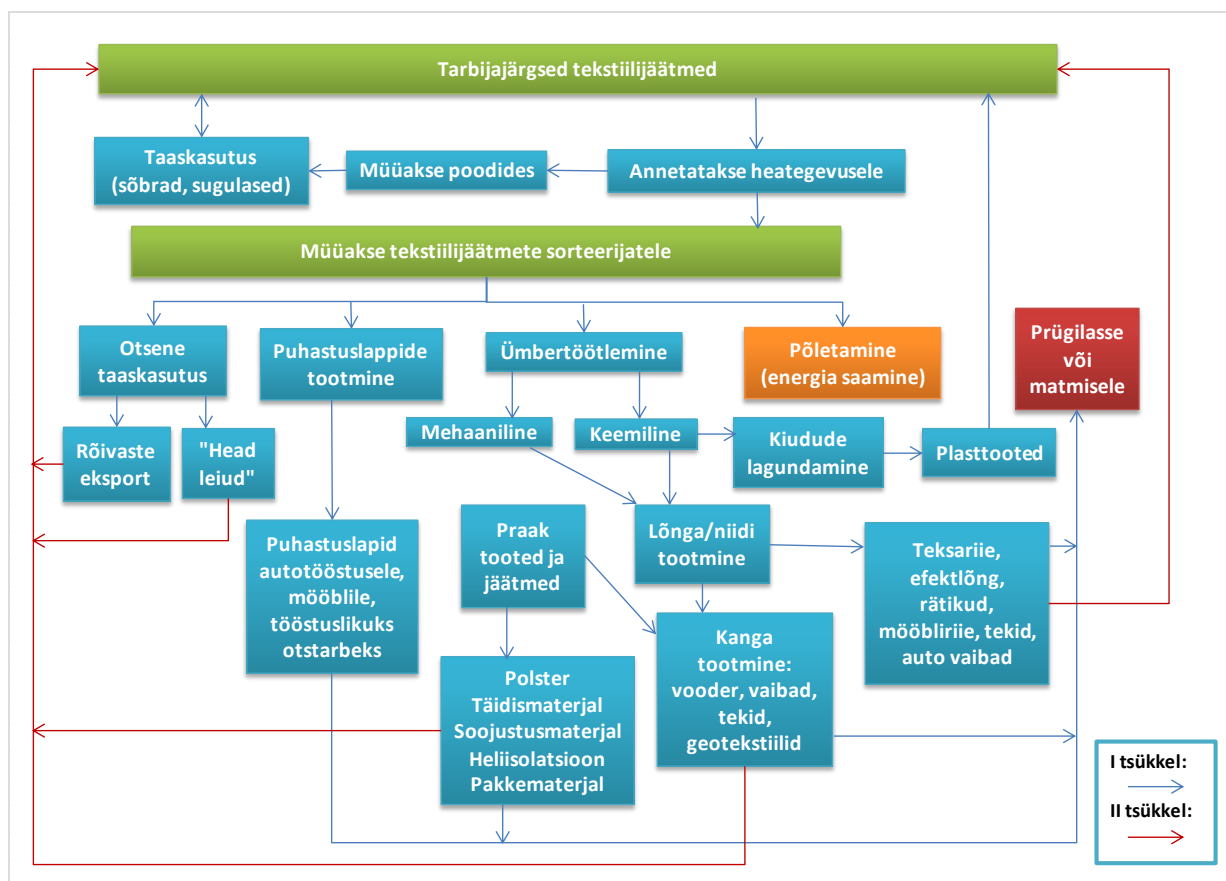 Tarbijajärgsed tekstiilijäätmed
Taaskasutus
(sõbrad, sugulased)
Müüakse poodides
Annetatakse heategevusele
Müüakse tekstiilijäätmete sorteerijatele
Otsene
taaskasutus
Puhastuslappide
tootmine
Ümbertöötlemine
Põletamine
(energia saamine)
Prügilasse
või
matmisele
Mehaaniline
Keemiline
Kiudude
lagundamine
Plasttooted
Rõivaste
eksport
"Head
leiud"
Puhastuslapid
autotööstusele,
mööblile,
tööstuslikuks
otstarbeks
Praak
tooted ja
jäätmed
Lõnga/niidi
tootmine
Teksariie,
efektlõng,
rätikud,
mööbliriie, tekid,
auto vaibad
Polster
Täidismaterjal
Soojustusmaterjal
Heliisolatsioon
Pakkematerjal
Kanga
tootmine:
vooder, vaibad,
tekid,
geotekstiilid
I tsükkel:
II tsükkel: